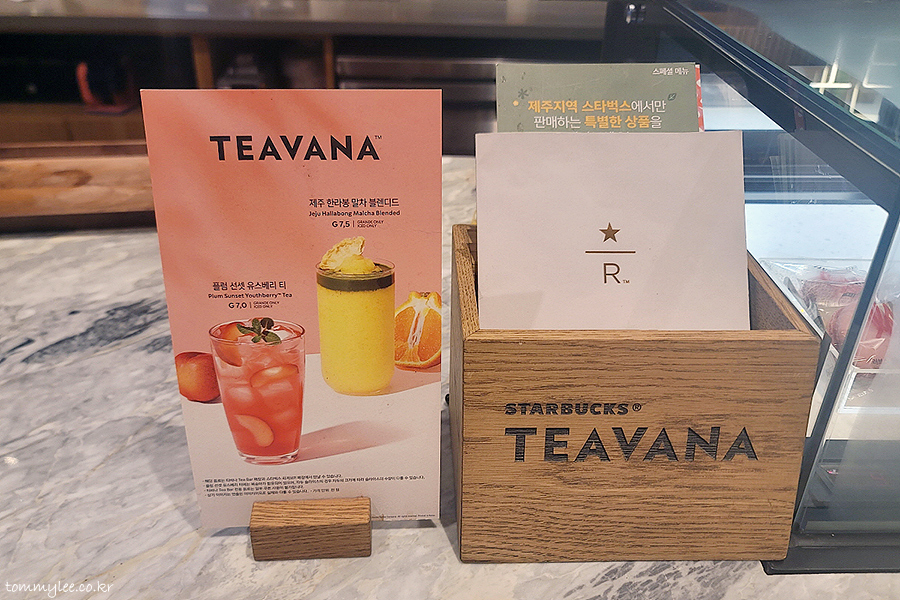 TEAVANA™
제주 한라봉 말차 블렌디드
Jeju Hallabong Malcha Blended
G 7.5 | GRANDE ONLY
ICED ONLY
플럼 선셋 유스베리 티
Plum Sunset Youthberry™ Tea
G 7.0 | GRANDE ONLY
ICED ONLY
스페셜 메뉴
제주지역 스타벅스에서만
판매하는 특별한 상품을
R™
STARBUCKS®
TEAVANA
tommylee.co.kr